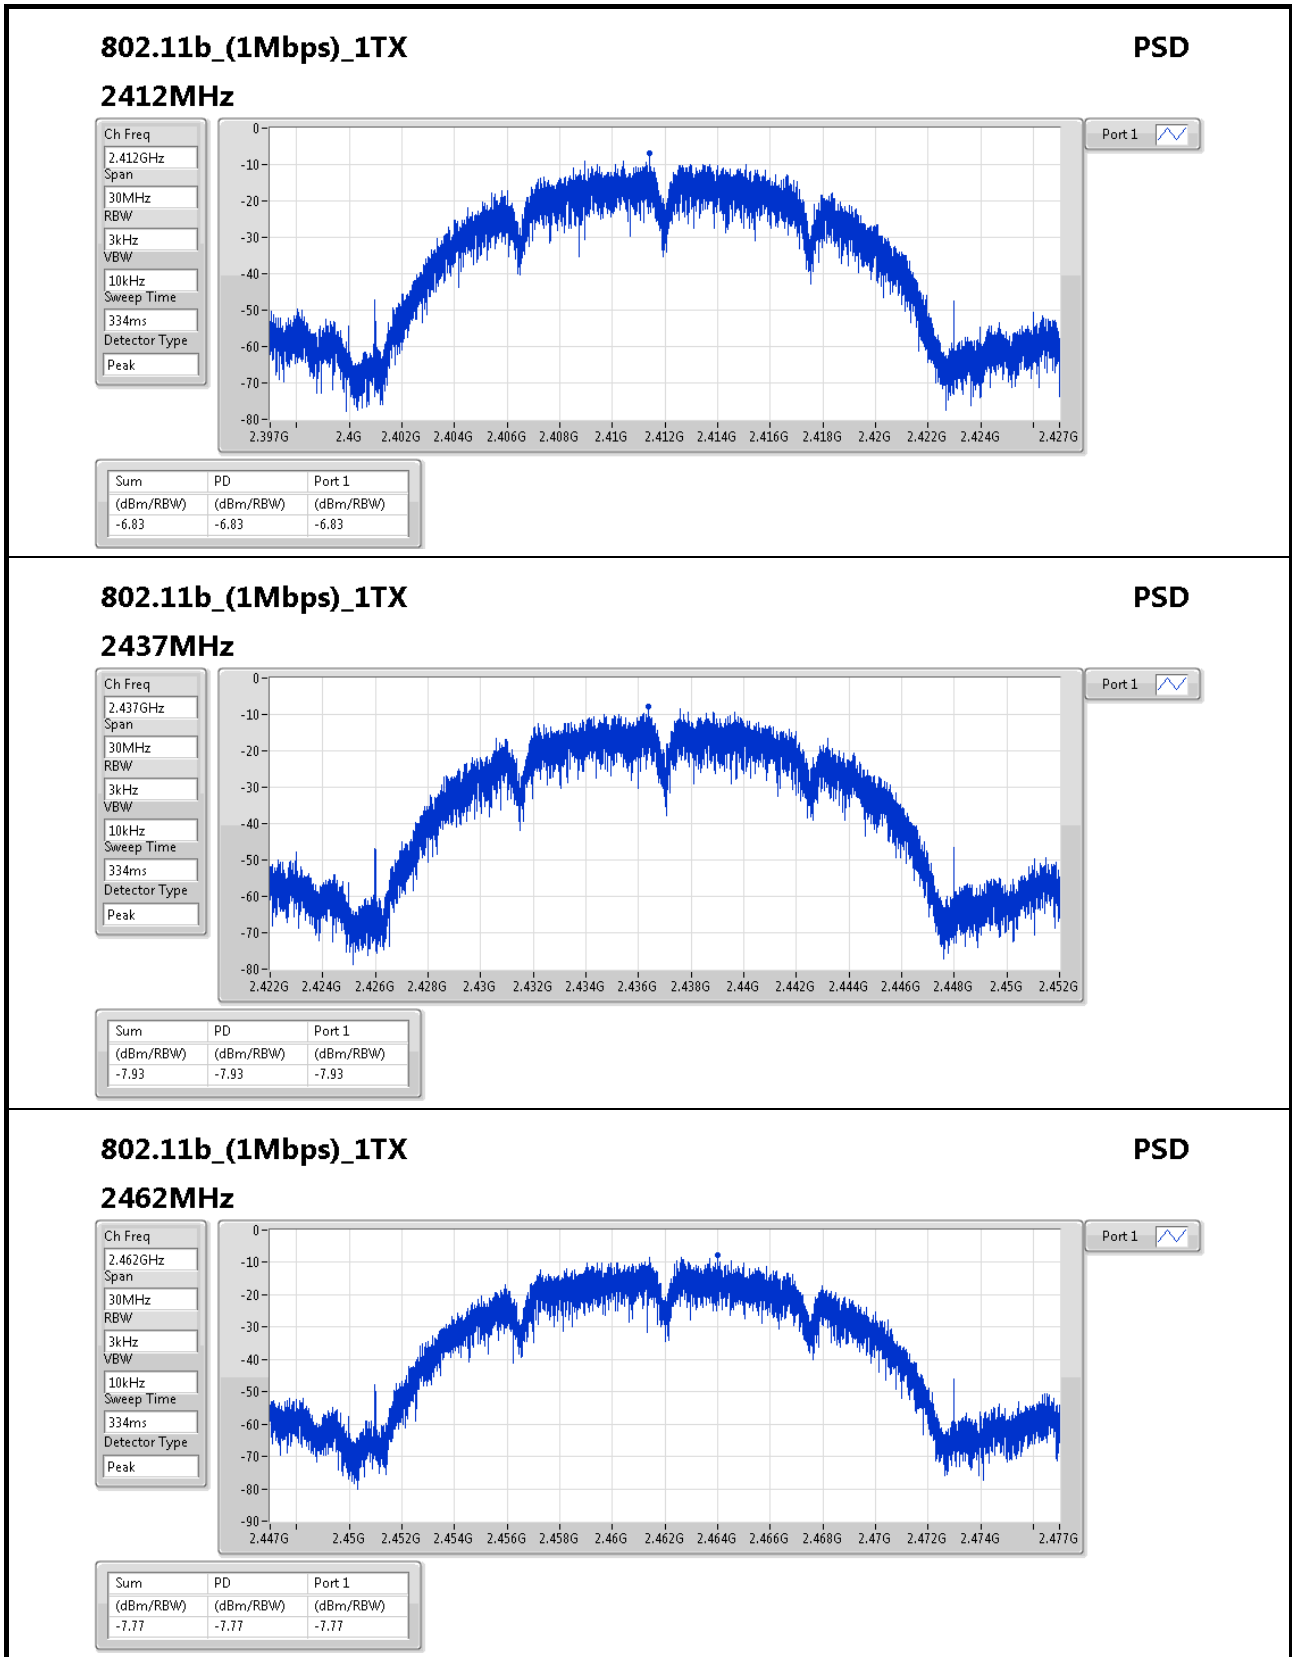 802.11b_(1Mbps)_1TX PSD
2412MHz
Ch Freq
2.412GHz
Span
30MHz
RBW
3kHz
VBW
10kHz
Sweep Time
334ms
Detector Type
Peak
0
-10
-20
-30
-40
-50
-60
-70
-80
2.397G 2.4G 2.402G 2.404G 2.406G 2.408G 2.41G 2.412G 2.414G 2.416G 2.418G 2.42G 2.422G 2.424G 2.427G
Port 1
Sum PD Port 1
(dBm/RBW) (dBm/RBW) (dBm/RBW)
-6.83 -6.83 -6.83
802.11b_(1Mbps)_1TX PSD
2437MHz
Ch Freq
2.437GHz
Span
30MHz
RBW
3kHz
VBW
10kHz
Sweep Time
334ms
Detector Type
Peak
0
-10
-20
-30
-40
-50
-60
-70
-80
2.422G 2.424G 2.426G 2.428G 2.43G 2.432G 2.434G 2.436G 2.438G 2.44G 2.442G 2.444G 2.446G 2.448G 2.45G 2.452G
Port 1
Sum PD Port 1
(dBm/RBW) (dBm/RBW) (dBm/RBW)
-7.93 -7.93 -7.93
802.11b_(1Mbps)_1TX PSD
2462MHz
Ch Freq
2.462GHz
Span
30MHz
RBW
3kHz
VBW
10kHz
Sweep Time
334ms
Detector Type
Peak
0
-10
-20
-30
-40
-50
-60
-70
-80
-90
2.447G 2.45G 2.452G 2.454G 2.456G 2.458G 2.46G 2.462G 2.464G 2.466G 2.468G 2.47G 2.472G 2.474G 2.477G
Port 1
Sum PD Port 1
(dBm/RBW) (dBm/RBW) (dBm/RBW)
-7.77 -7.77 -7.77